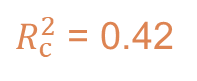 $R_c^2 = 0.42$